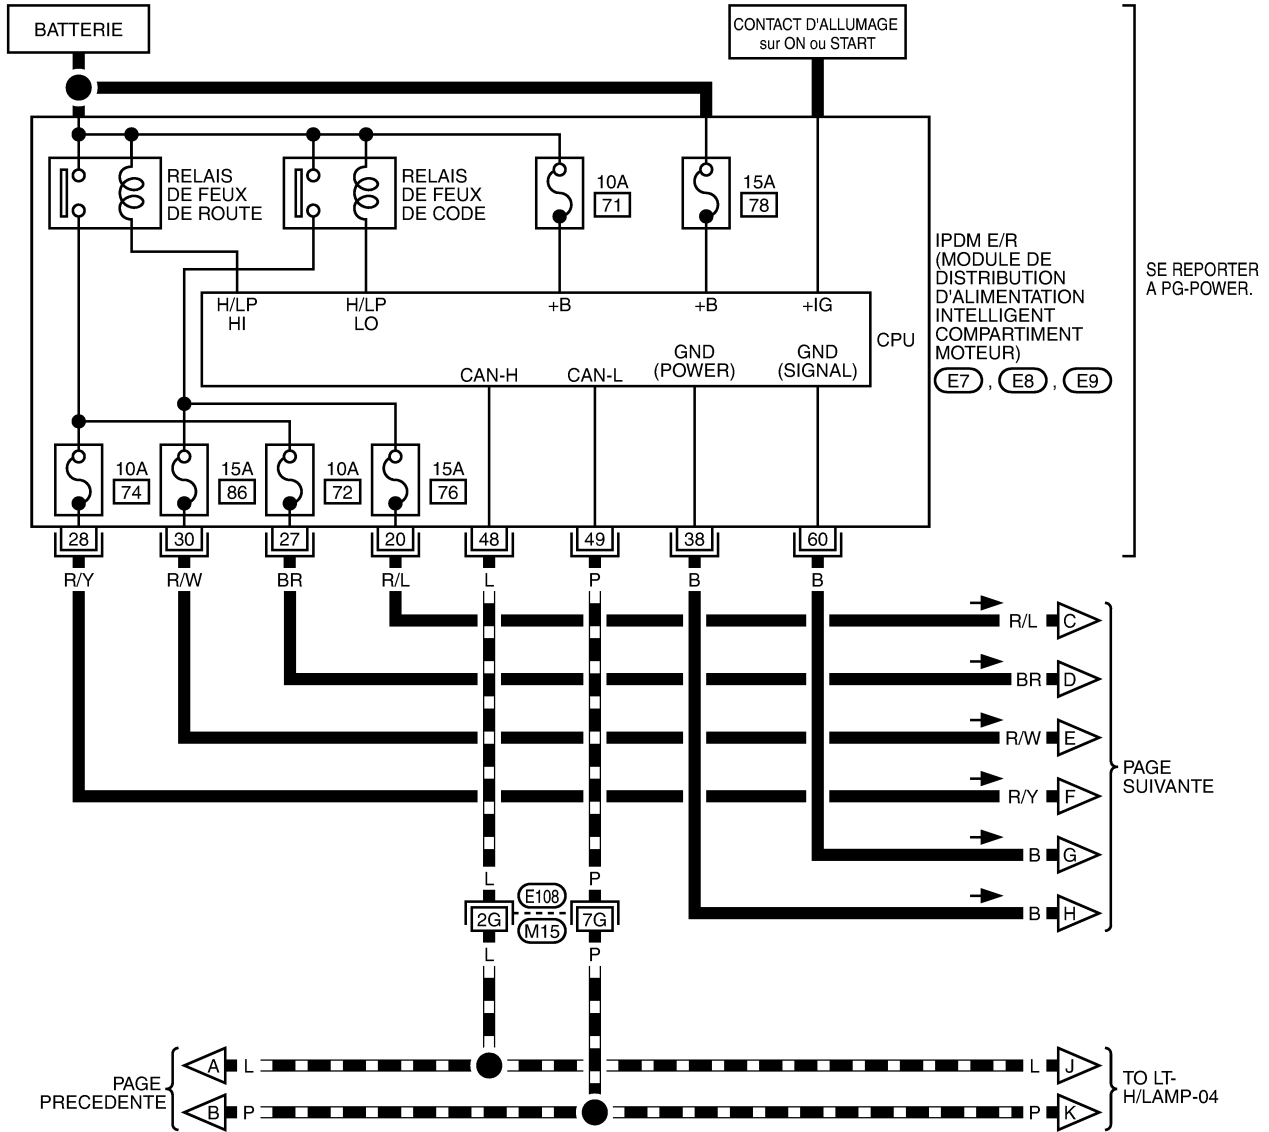 BATTERIE
CONTACT D'ALLUMAGE
sur ON ou START
RELAIS
DE FEUX
DE ROUTE
RELAIS
DE FEUX
DE CODE
10A
71
15A
78
IPDM E/R
(MODULE DE
DISTRIBUTION
D'ALIMENTATION
INTELLIGENT
COMPARTIMENT
MOTEUR)
E7 , E8 , E9
SE REPORTER
A PG-POWER.
H/LP
HI
H/LP
LO
+B
+B
+IG
CPU
CAN-H
CAN-L
GND
(POWER)
GND
(SIGNAL)
10A
74
15A
86
10A
72
15A
76
28
30
27
20
48
49
38
60
R/Y
R/W
BR
R/L
L
P
B
B
R/L
C
BR
D
R/W
E
R/Y
F
B
G
B
H
PAGE
SUIVANTE
L
P
E108
2G
7G
M15
L
P
A
L
L
J
B
P
P
K
PAGE
PRECEDENTE
TO LT-
H/LAMP-04